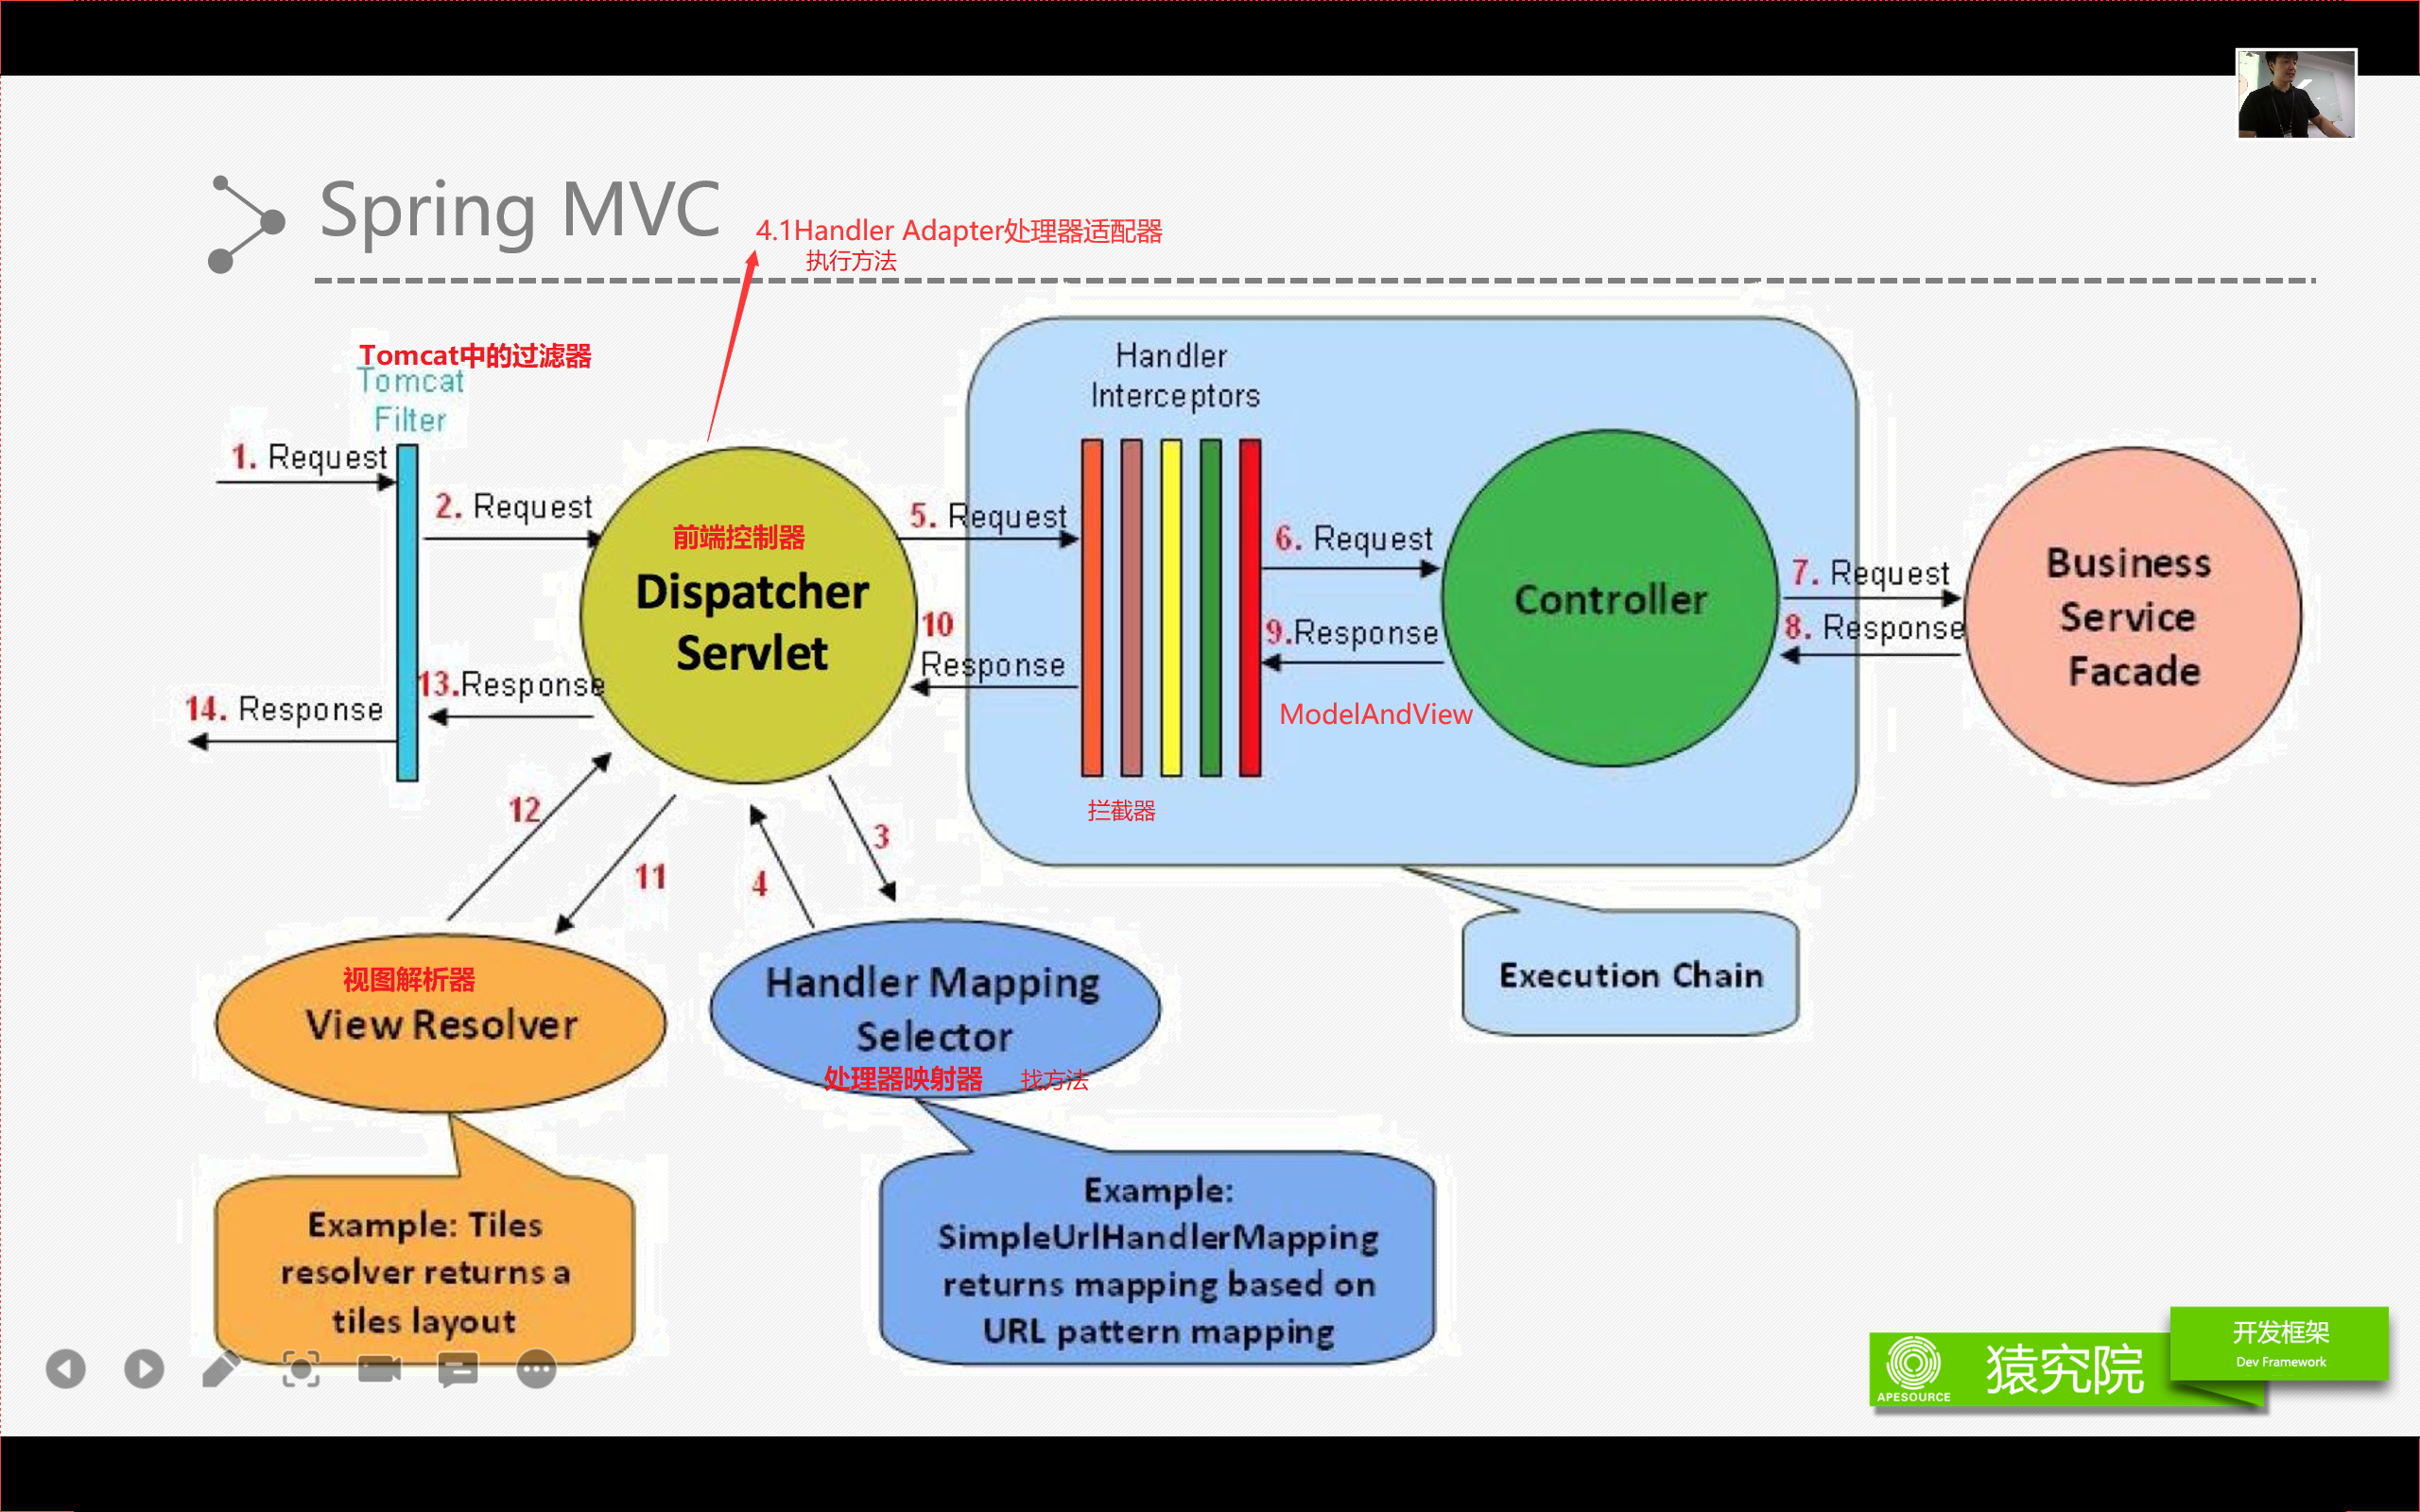 Spring MVC
4.1Handler Adapter处理器适配器
执行方法
Tomcat中的过滤器
Tomcat
Filter
1. Request
2. Request
前端控制器
Dispatcher
Servlet
13.Response
14. Response
5. Request
10
Response
Handler
Interceptors
6. Request
9.Response
ModelAndView
拦截器
Controller
7. Request
8. Response
Business
Service
Facade
12
11
4
3
视图解析器
View Resolver
Handler Mapping
Selector
处理器映射器 找方法
Execution Chain
Example: Tiles
resolver returns a
tiles layout
Example:
SimpleUrlHandlerMapping
returns mapping based on
URL pattern mapping
APESOURCE
猿究院
开发框架
Dev Framework